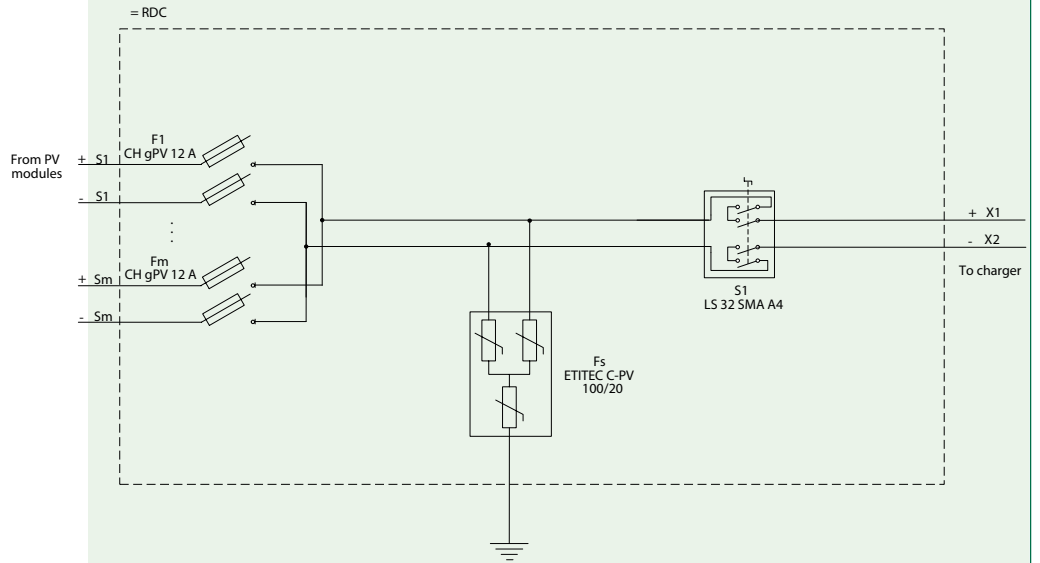 = RDC
F1
CH gPV 12 A
From PV
modules
+ S1
- S1
Fm
CH gPV 12 A
+ Sm
- Sm
+ X1
- X2
To charger
S1
LS 32 SMA A4
Fs
ETITEC C-PV
100/20